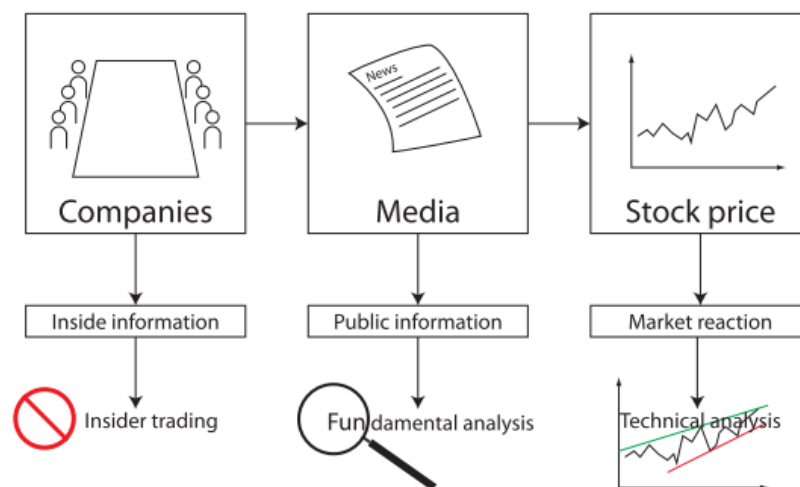 News
Companies
Media
Stock price
Inside information
Public information
Market reaction
Insider trading
Fundamental analysis
Technical analysis